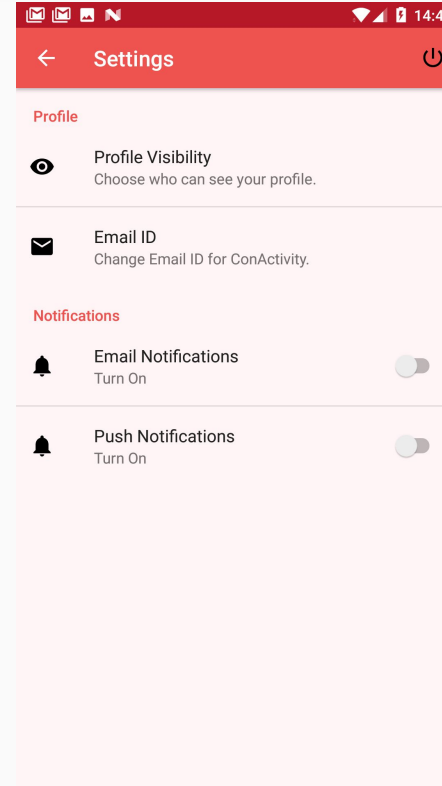 14:4
Settings
Profile
Profile Visibility
Choose who can see your profile.
Email ID
Change Email ID for ConActivity.
Notifications
Email Notifications
Turn On
Push Notifications
Turn On